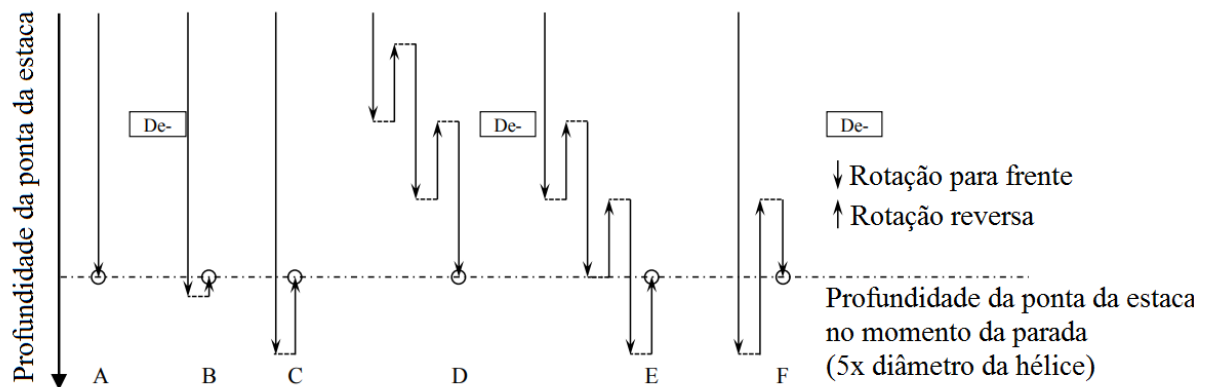 Profundidade da ponta da estaca
De-
De-
De-
Rotação para frente
Rotação reversa
Profundidade da ponta da estaca
no momento da parada
(5x diâmetro da hélice)
A B C D E F